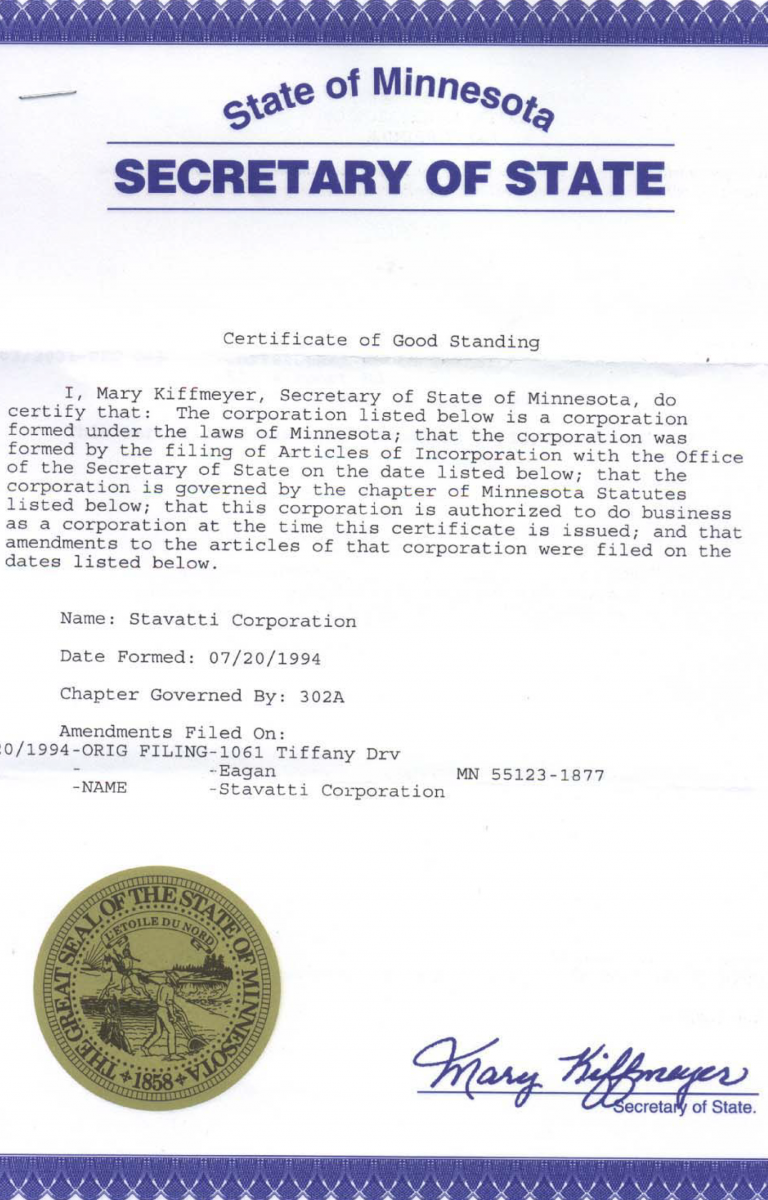 State of Minnesota
SECRETARY OF STATE
Certificate of Good Standing
I, Mary Kiffmeyer, Secretary of State of Minnesota, do
certify that: The corporation listed below is a corporation
formed under the laws of Minnesota; that the corporation was
formed by the filing of Articles of Incorporation with the Office
of the Secretary of State on the date listed below; that the
corporation is governed by the chapter of Minnesota Statutes
listed below; that this corporation is authorized to do business
as a corporation at the time this certificate is issued; and that
amendments to the articles of that corporation were filed on the
dates listed below.
Name: Stavatti Corporation
Date Formed: 07/20/1994
Chapter Governed By: 302A
Amendments Filed On:
0/1994-ORIG FILING-1061 Tiffany Drv
- -Eagan MN 55123-1877
-NAME -Stavatti Corporation
THE GREAT SEAL OF THE STATE OF MINNESOTA
L'ETOILE DU NORD
1858
Mary Kiffmeyer
Secretary of State.